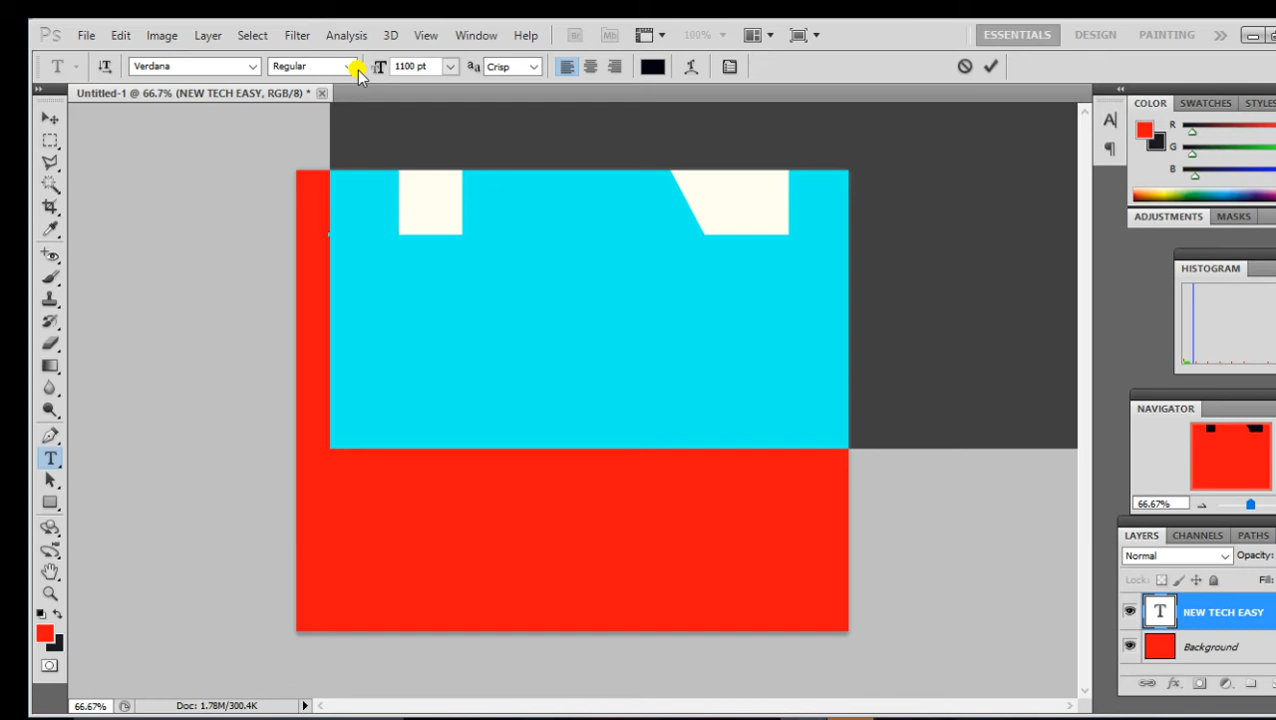 Ps File Edit Image Layer Select Filter Analysis 3D View Window Help Br Mb 100% ESSENTIALS DESIGN PAINTING
T Verdana Regular T 1100 pt aa Crisp
Untitled-1 @ 66.7% (NEW TECH EASY, RGB/8) *
COLOR SWATCHES STYLES
R
G
B
ADJUSTMENTS MASKS
HISTOGRAM
NAVIGATOR
66.67%
LAYERS CHANNELS PATHS
Normal Opacity:
Lock: Fill:
T NEW TECH EASY
Background
66.67% Doc: 1.78M/300.4K